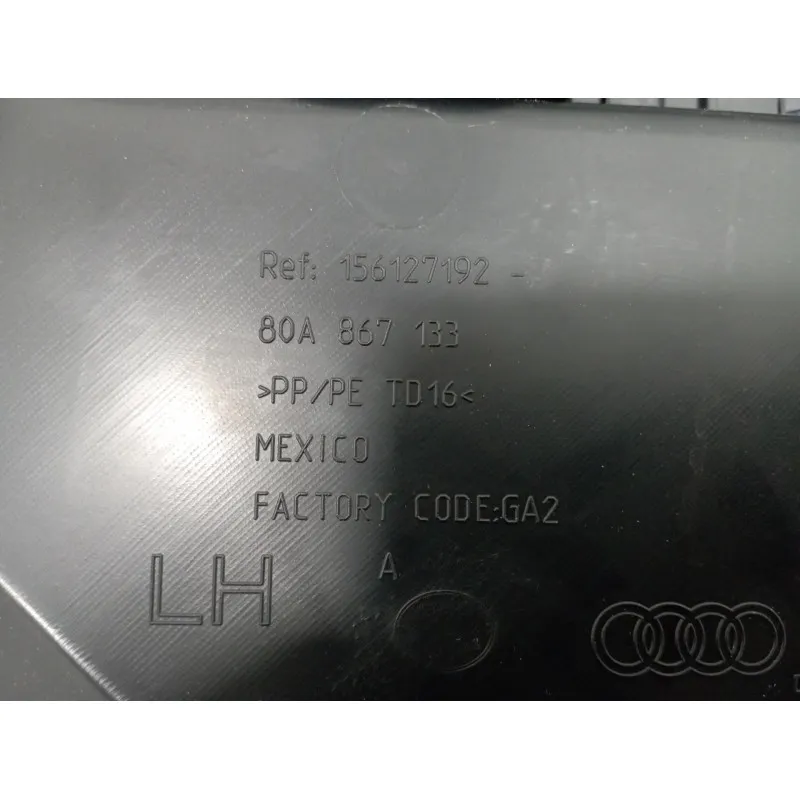 Ref: 156127192 -
80A 867 133
>PP/PE TD16<
MEXICO
FACTORY CODE:GA2
A
LH